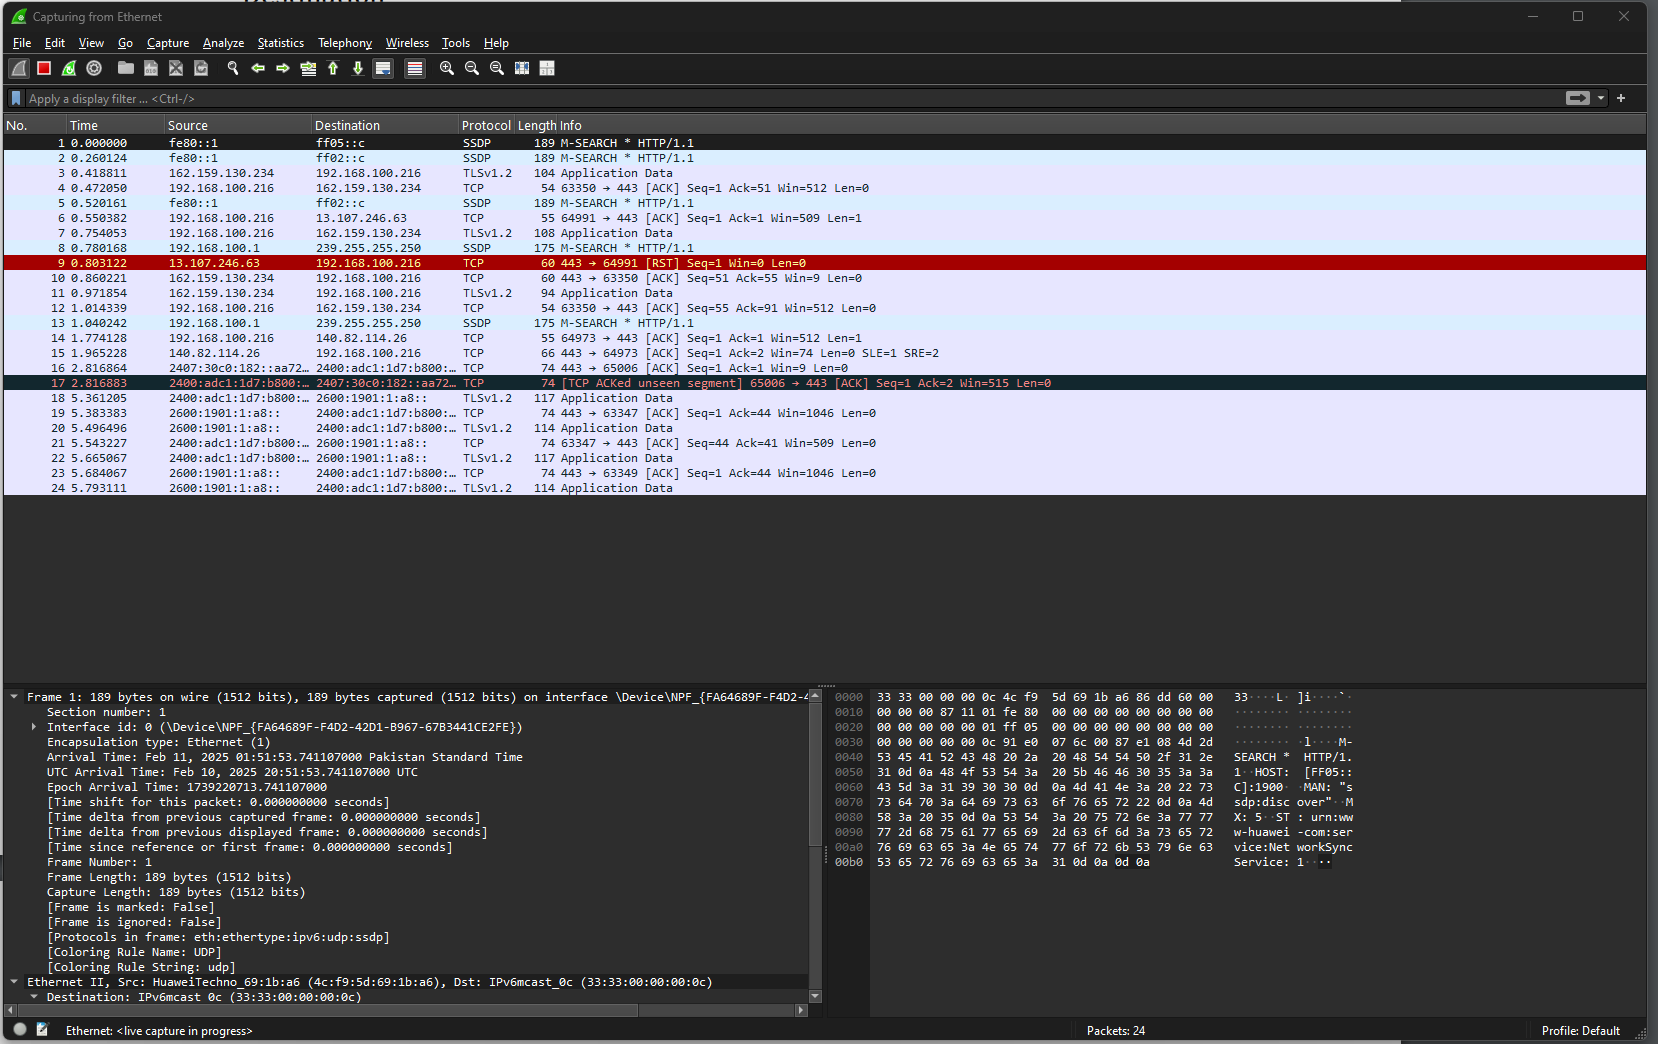 Capturing from Ethernet
File Edit View Go Capture Analyze Statistics Telephony Wireless Tools Help
Apply a display filter ... <Ctrl-/>
No. Time Source Destination Protocol Length Info
1 0.000000 fe80::1 ff05::c SSDP 189 M-SEARCH * HTTP/1.1
2 0.260124 fe80::1 ff02::c SSDP 189 M-SEARCH * HTTP/1.1
3 0.418811 162.159.130.234 192.168.100.216 TLSv1.2 104 Application Data
4 0.472050 192.168.100.216 162.159.130.234 TCP 54 63350 → 443 [ACK] Seq=1 Ack=51 Win=512 Len=0
5 0.520161 fe80::1 ff02::c SSDP 189 M-SEARCH * HTTP/1.1
6 0.550382 192.168.100.216 13.107.246.63 TCP 55 64991 → 443 [ACK] Seq=1 Ack=1 Win=509 Len=1
7 0.754053 192.168.100.216 162.159.130.234 TLSv1.2 108 Application Data
8 0.780168 192.168.100.1 239.255.255.250 SSDP 175 M-SEARCH * HTTP/1.1
9 0.803122 13.107.246.63 192.168.100.216 TCP 60 443 → 64991 [RST] Seq=1 Win=0 Len=0
10 0.860221 162.159.130.234 192.168.100.216 TCP 60 443 → 63350 [ACK] Seq=51 Ack=55 Win=9 Len=0
11 0.971854 162.159.130.234 192.168.100.216 TLSv1.2 94 Application Data
12 1.014339 192.168.100.216 162.159.130.234 TCP 54 63350 → 443 [ACK] Seq=55 Ack=91 Win=512 Len=0
13 1.040242 192.168.100.1 239.255.255.250 SSDP 175 M-SEARCH * HTTP/1.1
14 1.774128 192.168.100.216 140.82.114.26 TCP 55 64973 → 443 [ACK] Seq=1 Ack=1 Win=512 Len=1
15 1.965228 140.82.114.26 192.168.100.216 TCP 66 443 → 64973 [ACK] Seq=1 Ack=2 Win=74 Len=0 SLE=1 SRE=2
16 2.816864 2407:30c0:182::aa72… 2400:adc1:1d7:b800:… TCP 74 443 → 65006 [ACK] Seq=1 Ack=1 Win=9 Len=0
17 2.816883 2400:adc1:1d7:b800:… 2407:30c0:182::aa72… TCP 74 [TCP ACKed unseen segment] 65006 → 443 [ACK] Seq=1 Ack=2 Win=515 Len=0
18 5.361205 2400:adc1:1d7:b800:… 2600:1901:1:a8:: TLSv1.2 117 Application Data
19 5.383383 2600:1901:1:a8:: 2400:adc1:1d7:b800:… TCP 74 443 → 63347 [ACK] Seq=1 Ack=44 Win=1046 Len=0
20 5.496496 2600:1901:1:a8:: 2400:adc1:1d7:b800:… TLSv1.2 114 Application Data
21 5.543227 2400:adc1:1d7:b800:… 2600:1901:1:a8:: TCP 74 63347 → 443 [ACK] Seq=44 Ack=41 Win=509 Len=0
22 5.665067 2400:adc1:1d7:b800:… 2600:1901:1:a8:: TLSv1.2 117 Application Data
23 5.684067 2600:1901:1:a8:: 2400:adc1:1d7:b800:… TCP 74 443 → 63349 [ACK] Seq=1 Ack=44 Win=1046 Len=0
24 5.793111 2600:1901:1:a8:: 2400:adc1:1d7:b800:… TLSv1.2 114 Application Data
Frame 1: 189 bytes on wire (1512 bits), 189 bytes captured (1512 bits) on interface \Device\NPF_{FA64689F-F4D2-4
Section number: 1
Interface id: 0 (\Device\NPF_{FA64689F-F4D2-42D1-B967-67B3441CE2FE})
Encapsulation type: Ethernet (1)
Arrival Time: Feb 11, 2025 01:51:53.741107000 Pakistan Standard Time
UTC Arrival Time: Feb 10, 2025 20:51:53.741107000 UTC
Epoch Arrival Time: 1739220713.741107000
[Time shift for this packet: 0.000000000 seconds]
[Time delta from previous captured frame: 0.000000000 seconds]
[Time delta from previous displayed frame: 0.000000000 seconds]
[Time since reference or first frame: 0.000000000 seconds]
Frame Number: 1
Frame Length: 189 bytes (1512 bits)
Capture Length: 189 bytes (1512 bits)
[Frame is marked: False]
[Frame is ignored: False]
[Protocols in frame: eth:ethertype:ipv6:udp:ssdp]
[Coloring Rule Name: UDP]
[Coloring Rule String: udp]
Ethernet II, Src: HuaweiTechno_69:1b:a6 (4c:f9:5d:69:1b:a6), Dst: IPv6mcast_0c (33:33:00:00:00:0c)
Destination: IPv6mcast_0c (33:33:00:00:00:0c)
0000 33 33 00 00 00 0c 4c f9 5d 69 1b a6 86 dd 60 00 33····L· ]i····`·
0010 00 00 00 87 11 01 fe 80 00 00 00 00 00 00 00 00 ········ ········
0020 00 00 00 00 00 01 ff 05 00 00 00 00 00 00 00 00 ········ ········
0030 00 00 00 00 00 0c 91 e0 07 6c 00 87 e1 08 4d 2d ········ ·l····M-
0040 53 45 41 52 43 48 20 2a 20 48 54 54 50 2f 31 2e SEARCH * HTTP/1.
0050 31 0d 0a 48 4f 53 54 3a 20 5b 46 46 30 35 3a 3a 1··HOST: [FF05::
0060 43 5d 3a 31 39 30 30 0d 0a 4d 41 4e 3a 20 22 73 C]:1900· ·MAN: "s
0070 73 64 70 3a 64 69 73 63 6f 76 65 72 22 0d 0a 4d sdp:disc over"··M
0080 58 3a 20 35 0d 0a 53 54 3a 20 75 72 6e 3a 77 77 X: 5··ST : urn:ww
0090 77 2d 68 75 61 77 65 69 2d 63 6f 6d 3a 73 65 72 w-huawei -com:ser
00a0 76 69 63 65 3a 4e 65 74 77 6f 72 6b 53 79 6e 63 vice:Net workSync
00b0 53 65 72 76 69 63 65 3a 31 0d 0a 0d 0a Service: 1····
Ethernet: <live capture in progress>
Packets: 24
Profile: Default